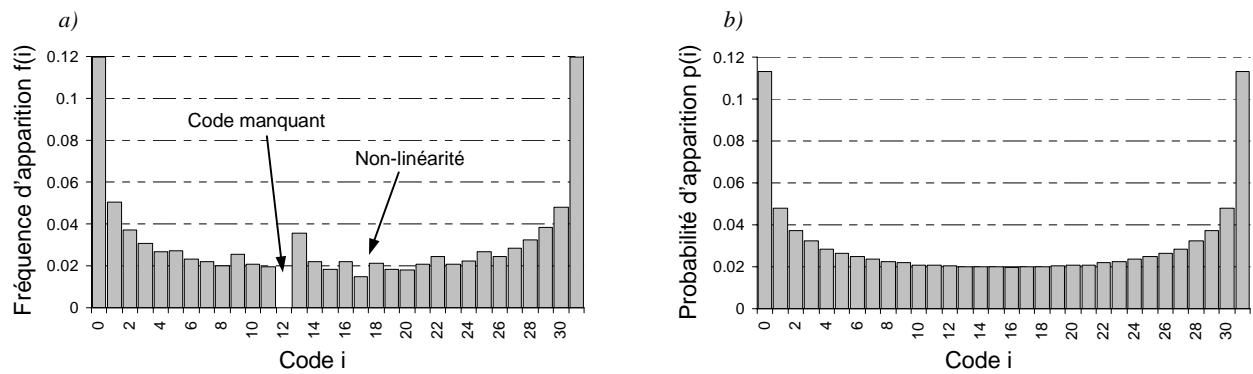 a)
Fréquence d'apparition f(i)
0.12
0.1
0.08
0.06
0.04
0.02
0
Code manquant
Non-linéarité
0 2 4 6 8 10 12 14 16 18 20 22 24 26 28 30
Code i
b)
Probabilité d'apparition p(i)
0.12
0.1
0.08
0.06
0.04
0.02
0
0 2 4 6 8 10 12 14 16 18 20 22 24 26 28 30
Code i